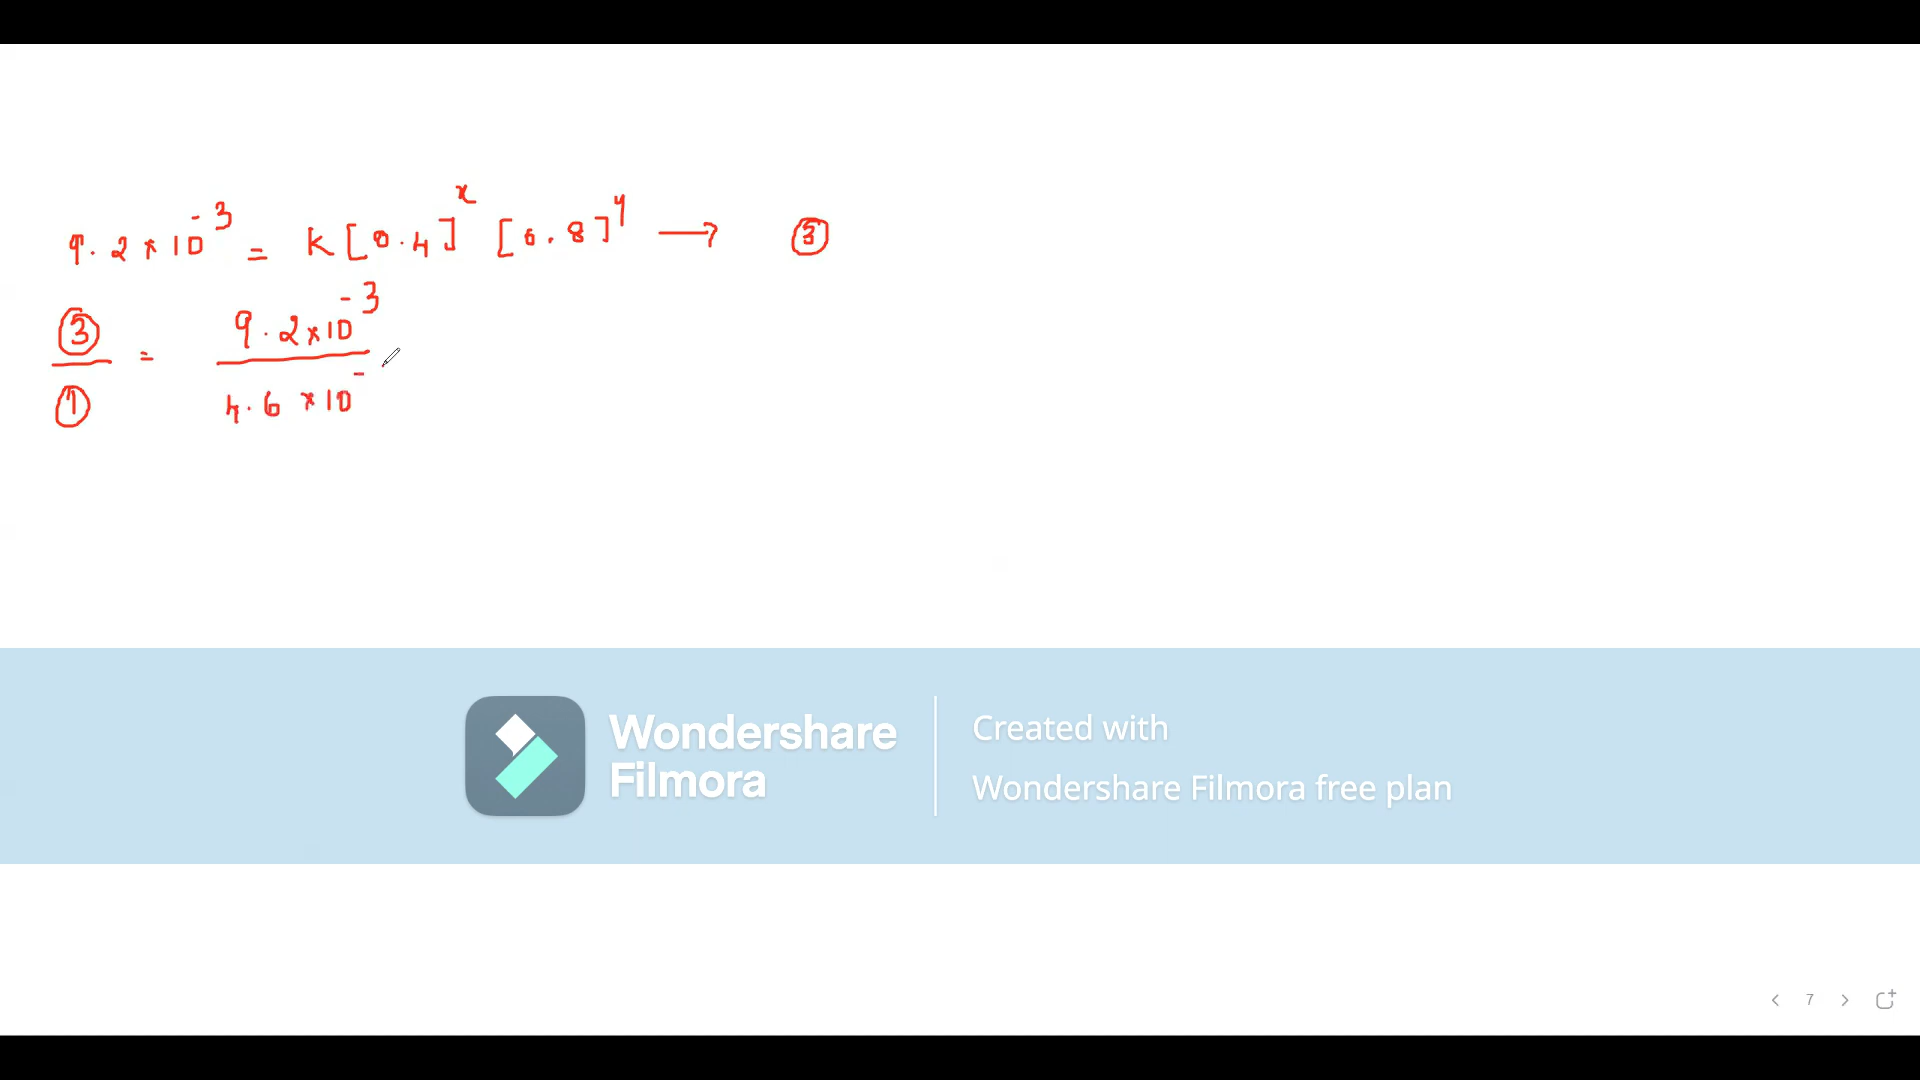 9.2 × 10⁻³ = K [0.4]ˣ [0.8]ʸ → ③
③/① = 9.2 × 10⁻³ / 4.6 × 10⁻
Wondershare Filmora
Created with
Wondershare Filmora free plan
7